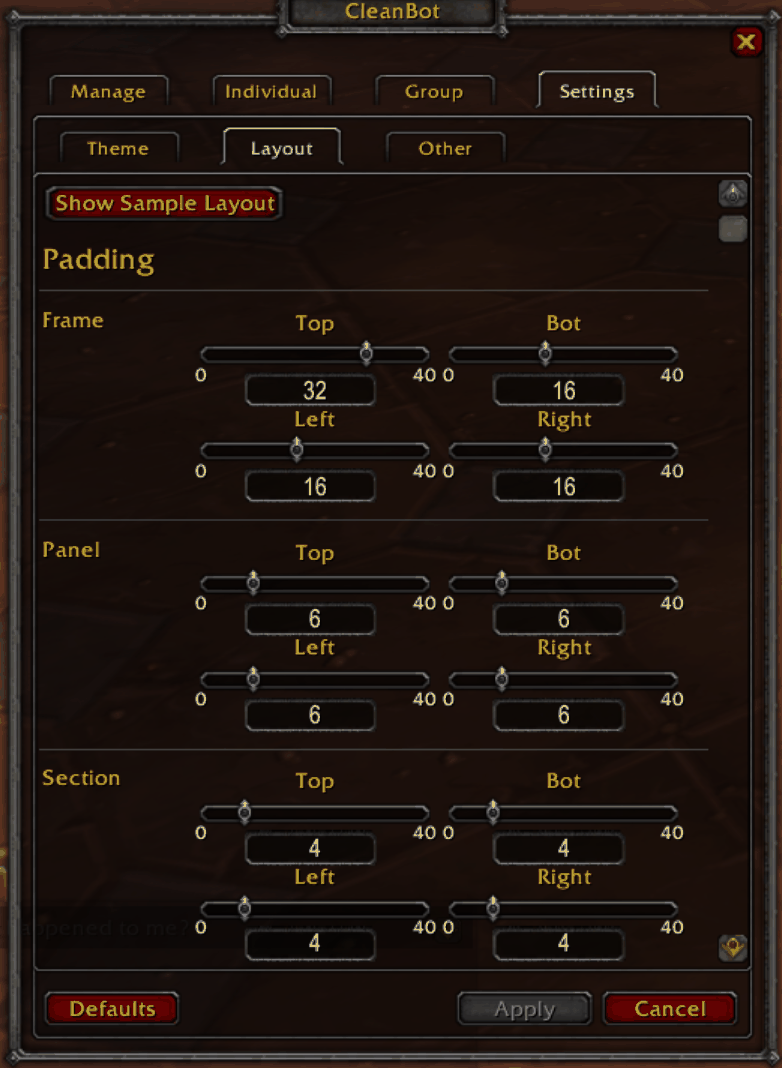 CleanBot
Manage Individual Group Settings
Theme Layout Other
Show Sample Layout
Padding
Frame Top Bot
0 40 0 40
32 16
Left Right
0 40 0 40
16 16
Panel Top Bot
0 40 0 40
6 6
Left Right
0 40 0 40
6 6
Section Top Bot
0 40 0 40
4 4
Left Right
appened to me? 0 40 0 40
4 4
Defaults Apply Cancel